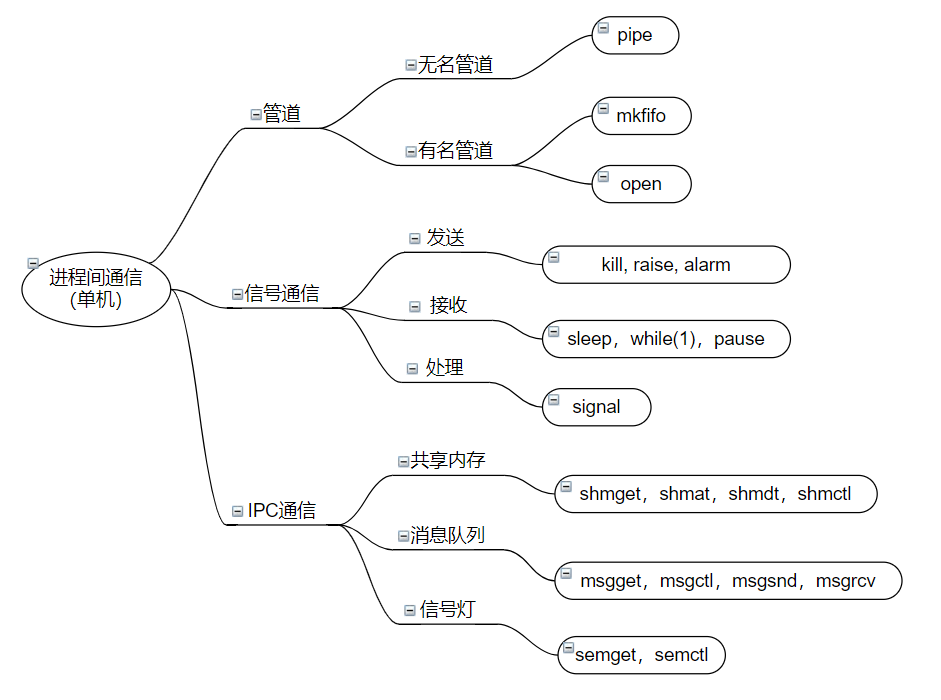 进程间通信
(单机)
管道
无名管道
pipe
有名管道
mkfifo
open
信号通信
发送
kill, raise, alarm
接收
sleep，while(1)，pause
处理
signal
IPC通信
共享内存
shmget，shmat，shmdt，shmctl
消息队列
msgget，msgctl，msgsnd，msgrcv
信号灯
semget，semctl